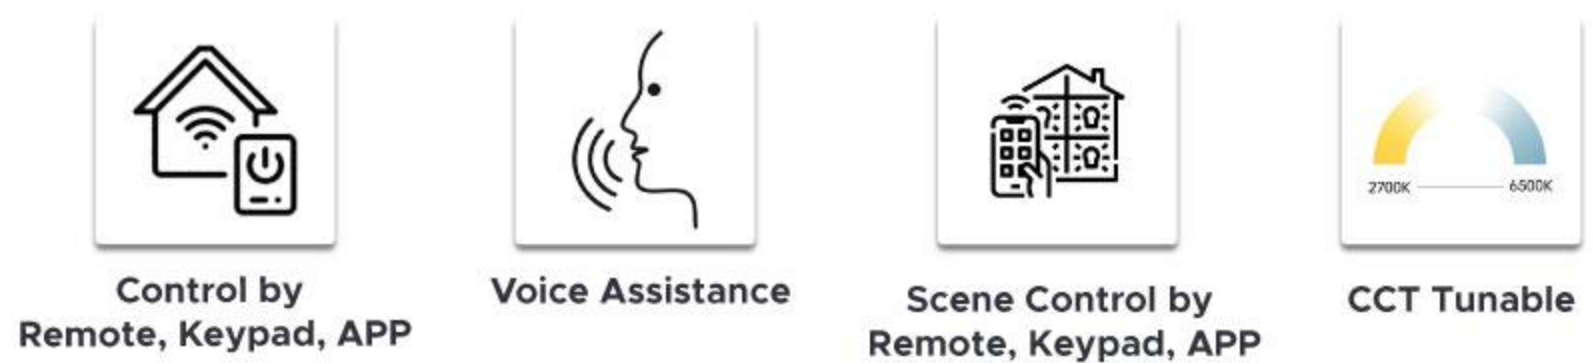 Control by
Remote, Keypad, APP
Voice Assistance
Scene Control by
Remote, Keypad, APP
2700K
6500K
CCT Tunable